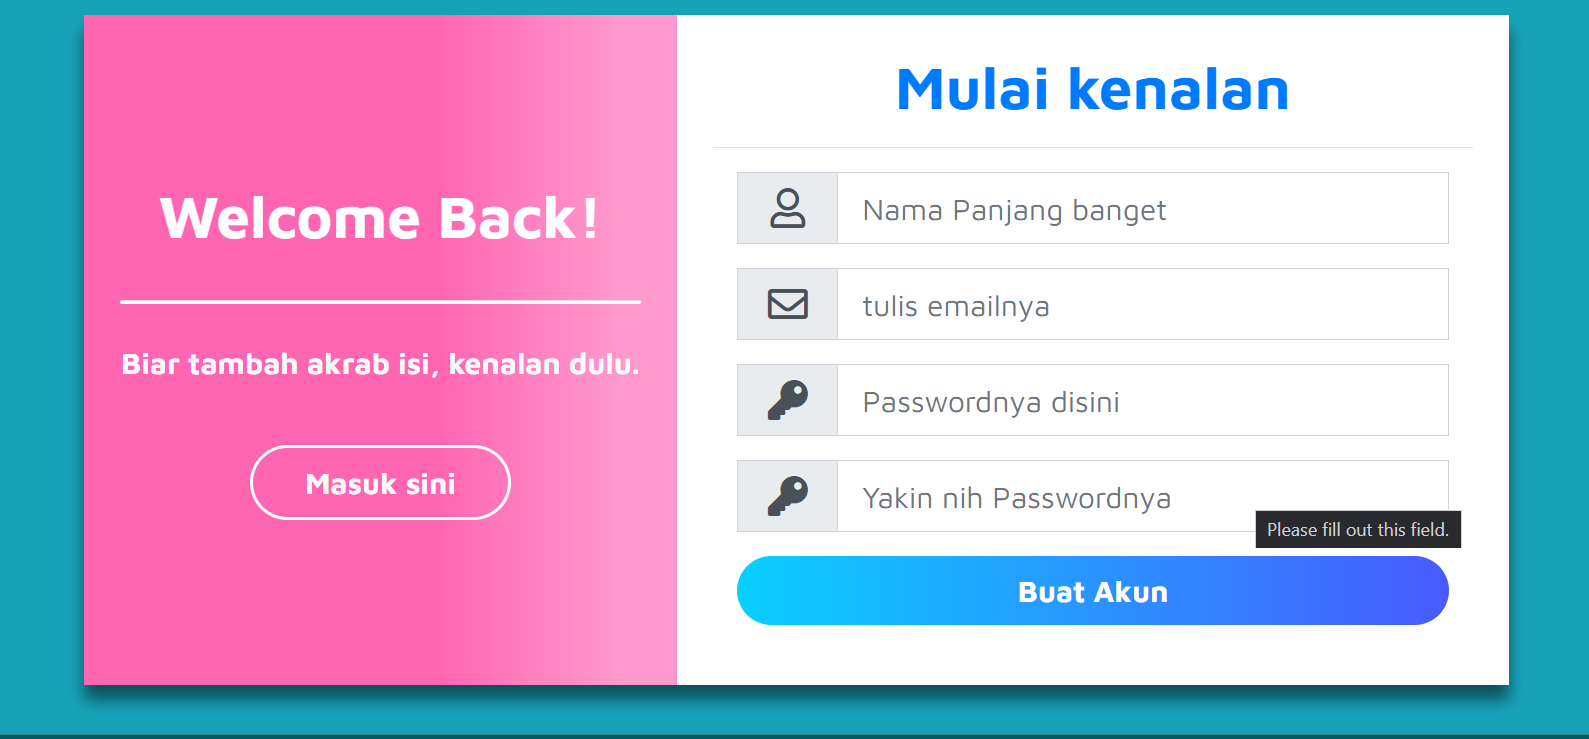 Welcome Back!
Biar tambah akrab isi, kenalan dulu.
Masuk sini
Mulai kenalan
Nama Panjang banget
tulis emailnya
Passwordnya disini
Yakin nih Passwordnya
Please fill out this field.
Buat Akun